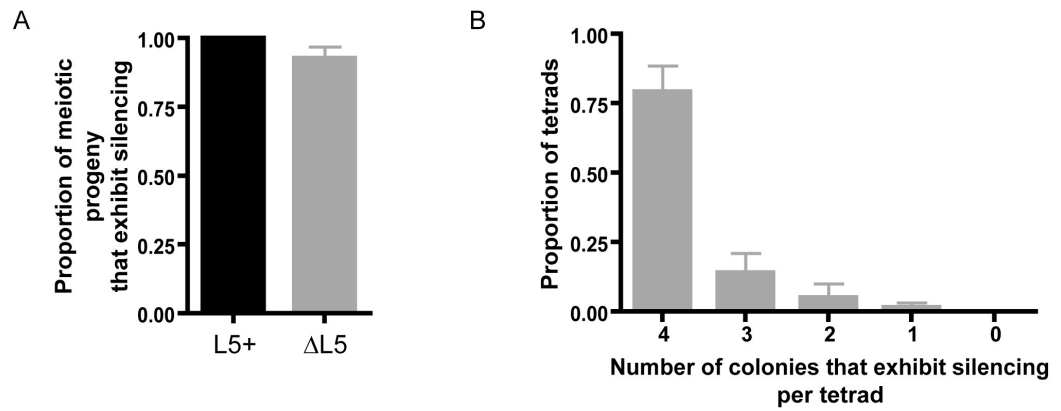 A
Proportion of meiotic
progeny
that exhibit silencing
1.00
0.75
0.50
0.25
0.00
L5+
ΔL5
B
Proportion of tetrads
1.00
0.75
0.50
0.25
0.00
4
3
2
1
0
Number of colonies that exhibit silencing
per tetrad